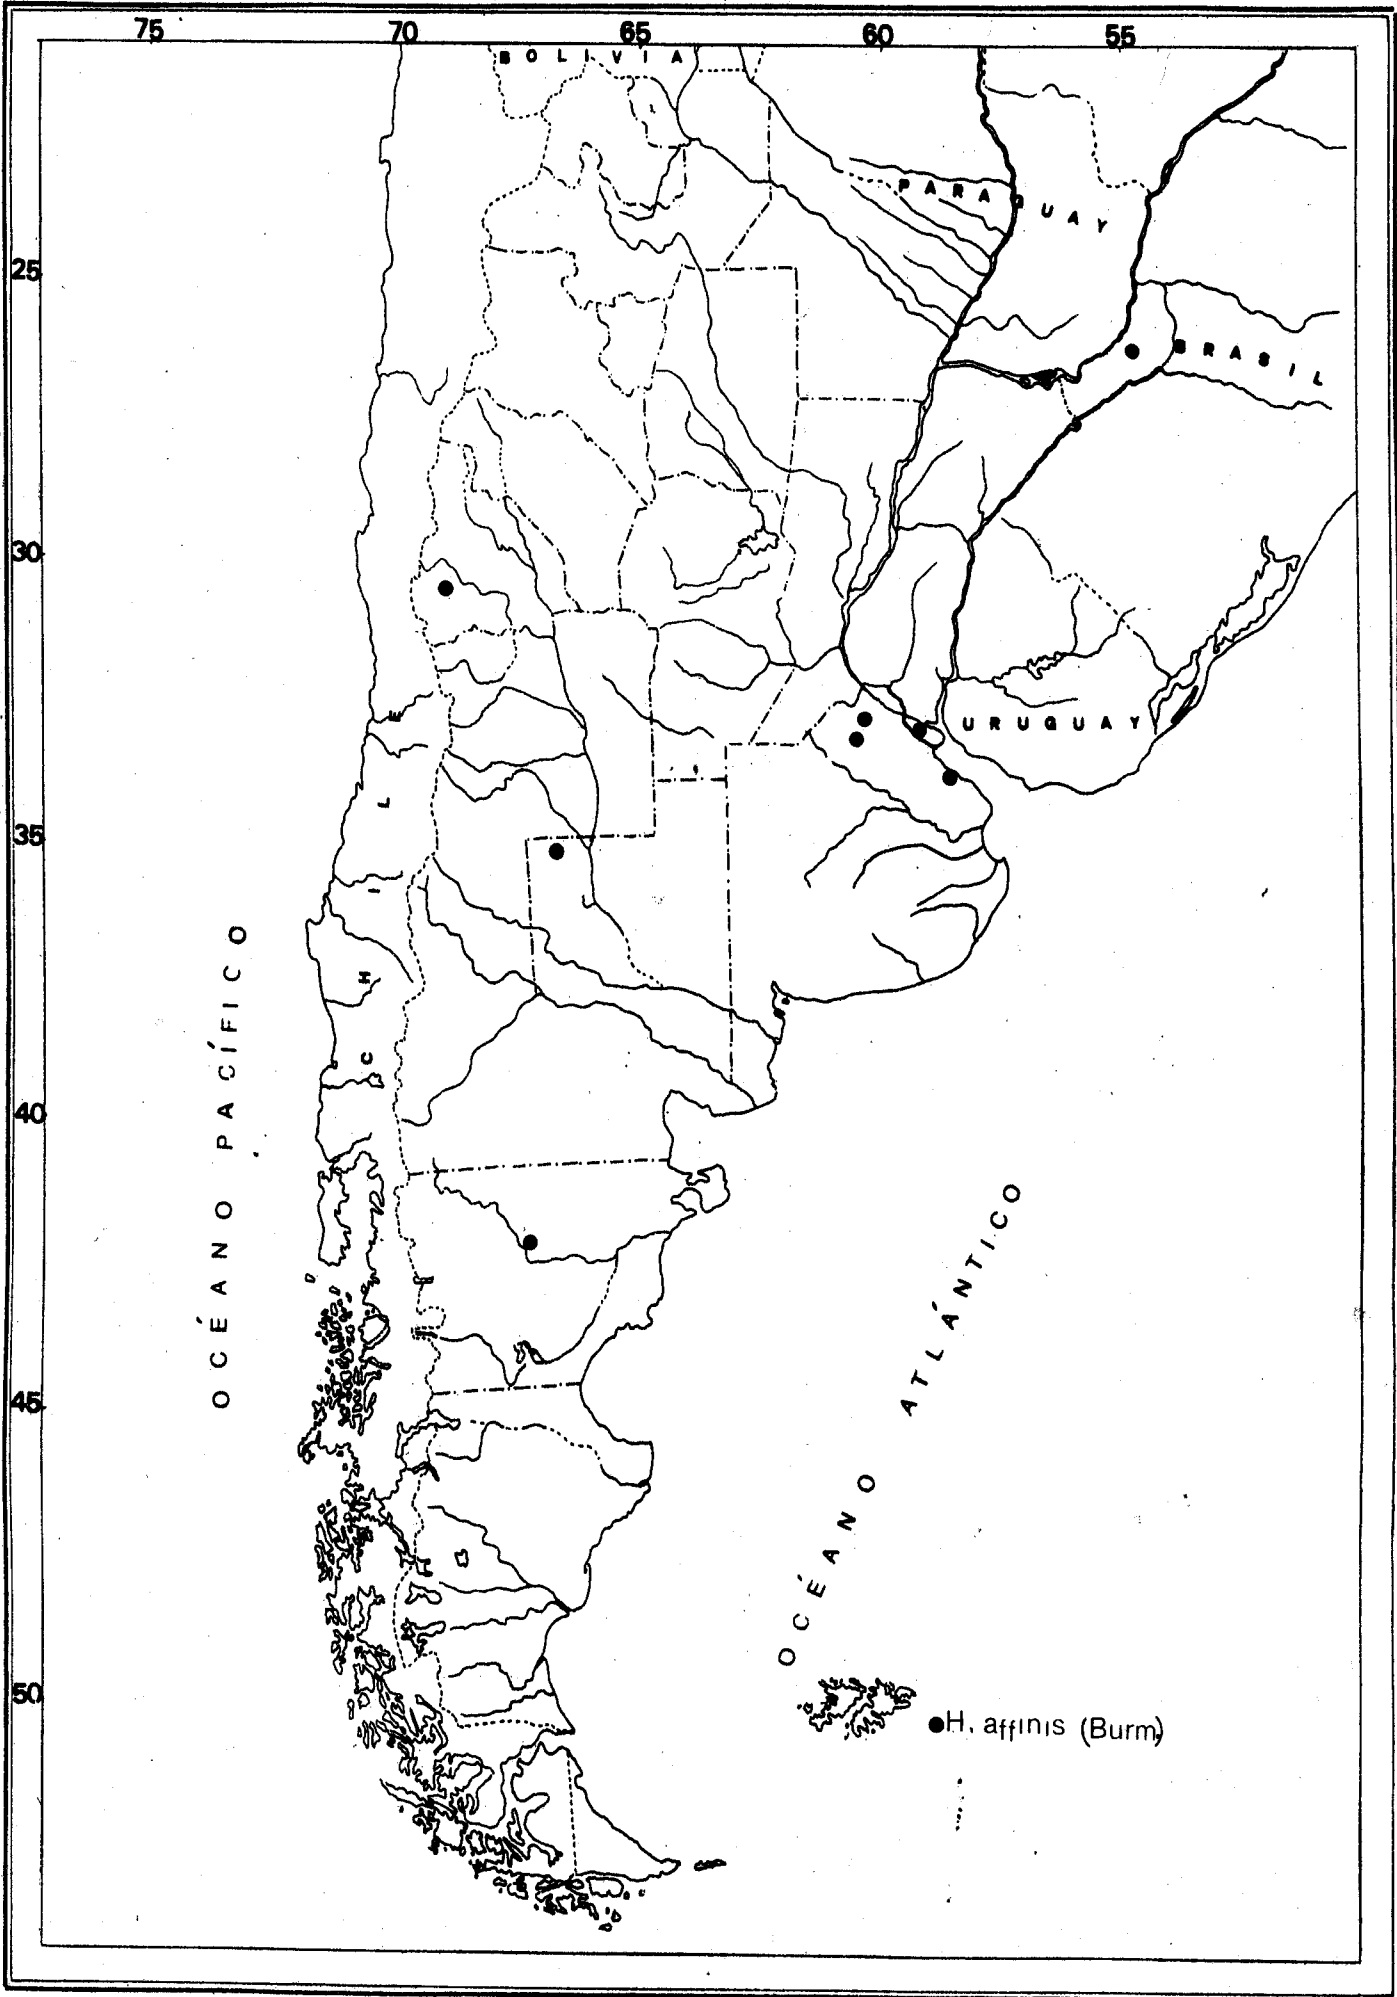 75 70 65 60 55
BOLIVIA
PARAGUAY
25
BRASIL
30
URUGUAY
CHILE
35
OCÉANO PACÍFICO
40
OCÉANO ATLÁNTICO
45
50
H. affinis (Burm.)